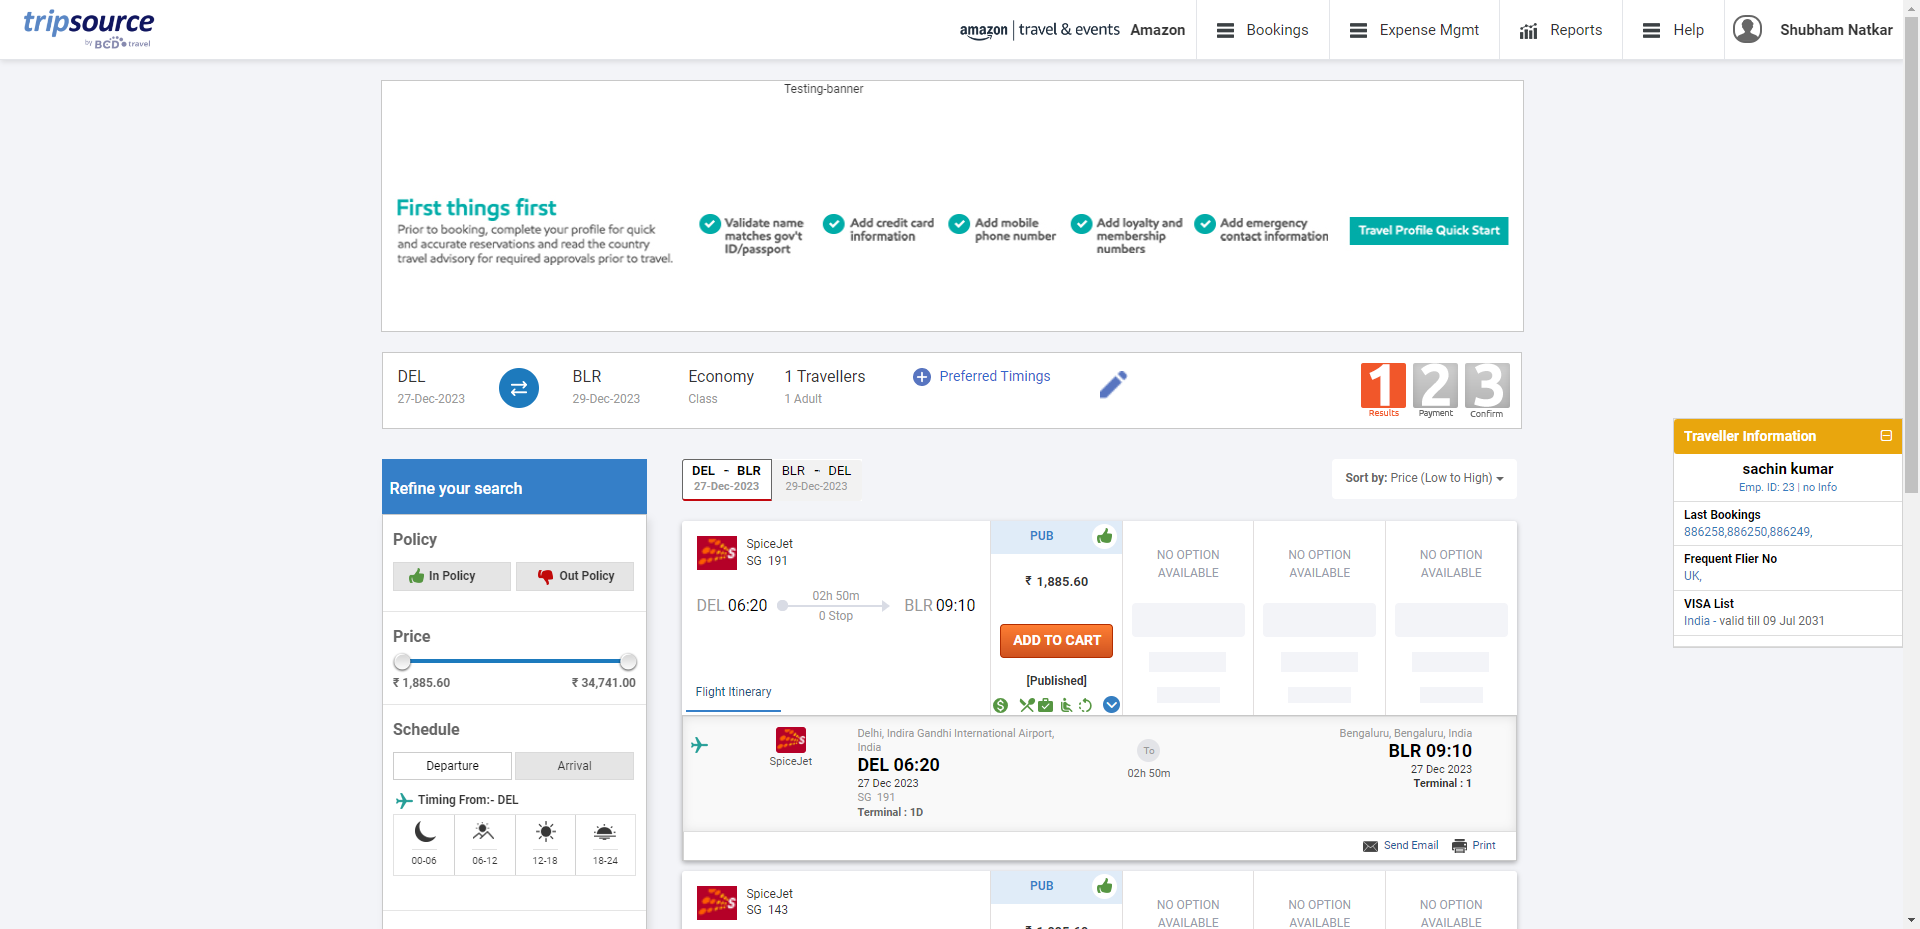 tripsource
by BCD travel
amazon | travel & events Amazon
Bookings
Expense Mgmt
Reports
Help
Shubham Natkar
Testing-banner
First things first
Prior to booking, complete your profile for quick
and accurate reservations and read the country
travel advisory for required approvals prior to travel.
Validate name
matches gov't
ID/passport
Add credit card
information
Add mobile
phone number
Add loyalty and
membership
numbers
Add emergency
contact information
Travel Profile Quick Start
DEL
27-Dec-2023
BLR
29-Dec-2023
Economy
Class
1 Travellers
1 Adult
Preferred Timings
1
Results
2
Payment
3
Confirm
Traveller Information
sachin kumar
Emp. ID: 23 | no Info
Last Bookings
886258,886250,886249,
Frequent Flier No
UK,
VISA List
India - valid till 09 Jul 2031
Refine your search
Policy
In Policy
Out Policy
Price
₹ 1,885.60
₹ 34,741.00
Schedule
Departure
Arrival
Timing From:- DEL
00-06
06-12
12-18
18-24
DEL - BLR
27-Dec-2023
BLR - DEL
29-Dec-2023
Sort by: Price (Low to High)
SpiceJet
SG 191
DEL 06:20
02h 50m
0 Stop
BLR 09:10
Flight Itinerary
PUB
₹ 1,885.60
ADD TO CART
[Published]
NO OPTION
AVAILABLE
NO OPTION
AVAILABLE
NO OPTION
AVAILABLE
SpiceJet
Delhi, Indira Gandhi International Airport,
India
DEL 06:20
27 Dec 2023
SG 191
Terminal : 1D
To
02h 50m
Bengaluru, Bengaluru, India
BLR 09:10
27 Dec 2023
Terminal : 1
Send Email
Print
SpiceJet
SG 143
PUB
NO OPTION
AVAILABLE
NO OPTION
AVAILABLE
NO OPTION
AVAILABLE